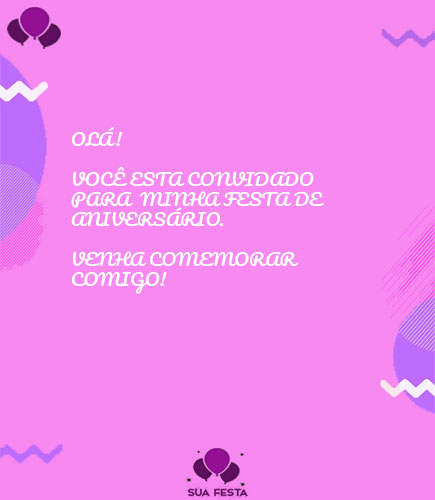 OLÁ!
VOCÊ ESTA CONVIDADO
PARA MINHA FESTA DE
ANIVERSÁRIO.
VENHA COMEMORAR
COMIGO!
SUA FESTA